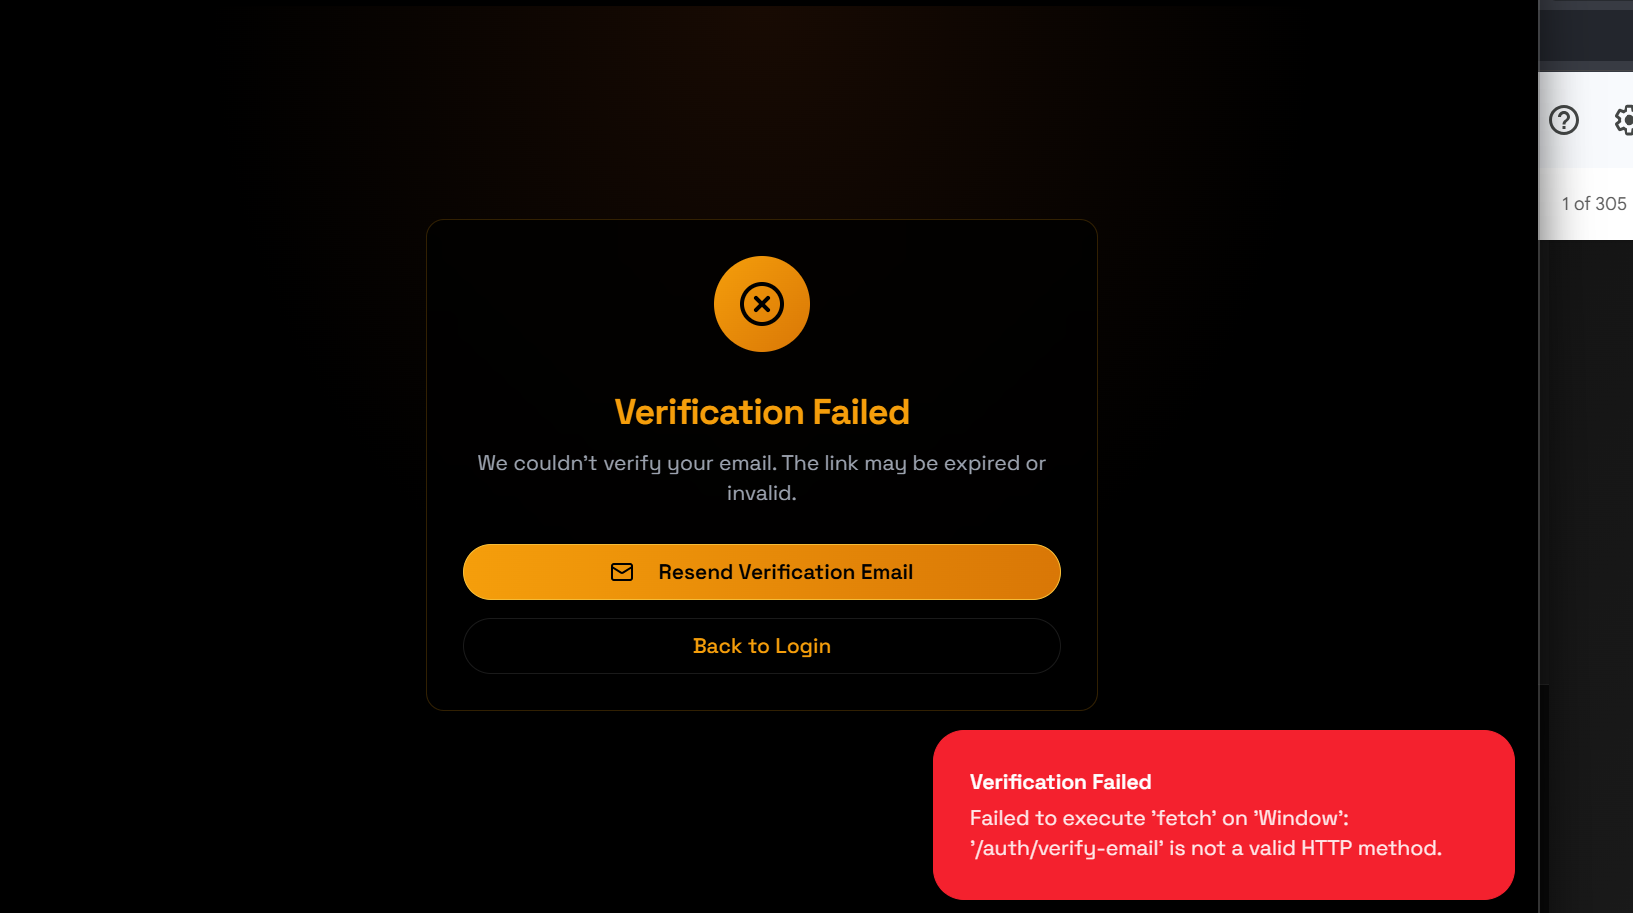 1 of 305
Verification Failed
We couldn't verify your email. The link may be expired or
invalid.
Resend Verification Email
Back to Login
Verification Failed
Failed to execute 'fetch' on 'Window':
'/auth/verify-email' is not a valid HTTP method.